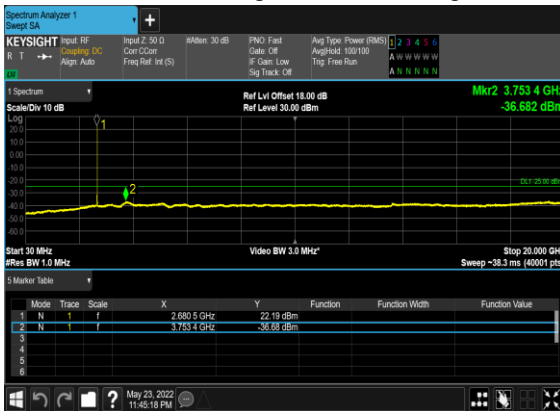 Spectrum Analyzer 1
Swept SA
+
KEYSIGHT Input: RF Input Z: 50 Ω #Atten: 30 dB PNO: Fast Avg Type: Power (RMS) 1 2 3 4 5 6
R T Coupling: DC Corr CCorr Gate: Off Avg|Hold: 100/100 A W W W W W
Align: Auto Freq Ref: Int (S) IF Gain: Low Trig: Free Run
Sig Track: Off A N N N N N
1 Spectrum
Scale/Div 10 dB
Ref Lvl Offset 18.00 dB
Ref Level 30.00 dBm
Mkr2 3.753 4 GHz
-36.682 dBm
Log
20.0
10.0
0.00
-10.0
-20.0
-30.0
-40.0
-50.0
-60.0
1
2
Start 30 MHz
#Res BW 1.0 MHz
Video BW 3.0 MHz*
Stop 20.000 GH
Sweep ~38.3 ms (40001 pts
5 Marker Table
Mode Trace Scale X Y Function Function Width Function Value
1 N 1 f 2.680 5 GHz 22.19 dBm
2 N 1 f 3.753 4 GHz -36.68 dBm
3
4
5
6
? May 23, 2022
11:45:18 PM